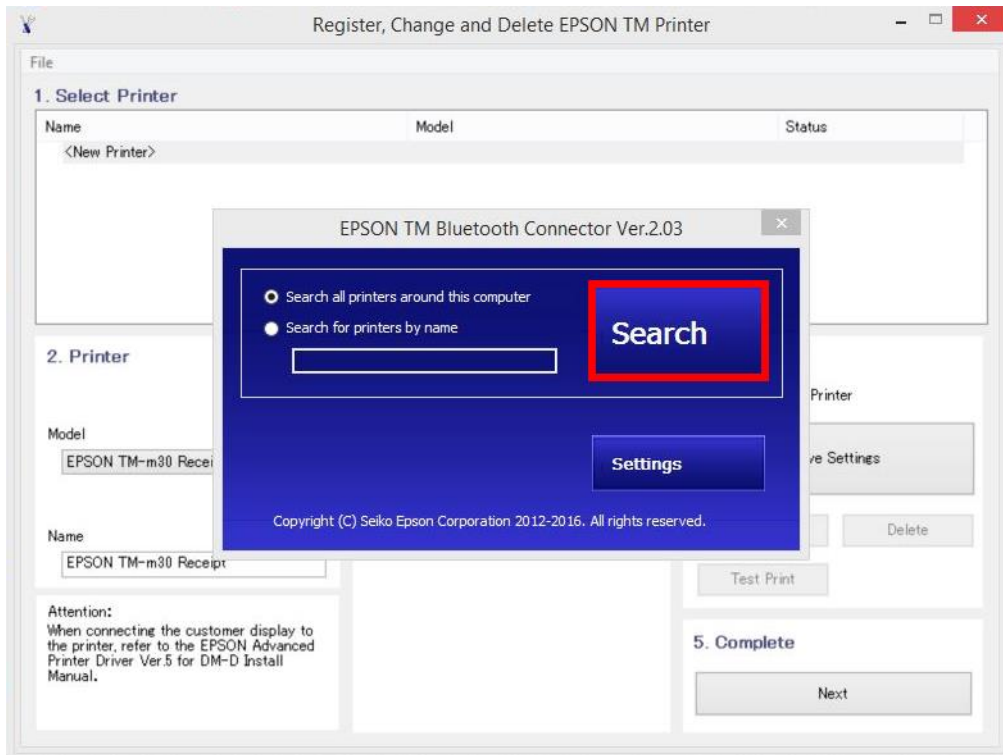 Register, Change and Delete EPSON TM Printer
File
1. Select Printer
Name Model Status
<New Printer>
EPSON TM Bluetooth Connector Ver.2.03
Search all printers around this computer
Search for printers by name
Search
Settings
Copyright (C) Seiko Epson Corporation 2012-2016. All rights reserved.
2. Printer
Model
EPSON TM-m30 Recei
Name
EPSON TM-m30 Receipt
Attention:
When connecting the customer display to
the printer, refer to the EPSON Advanced
Printer Driver Ver.5 for DM-D Install
Manual.
Printer
ve Settings
Delete
Test Print
5. Complete
Next